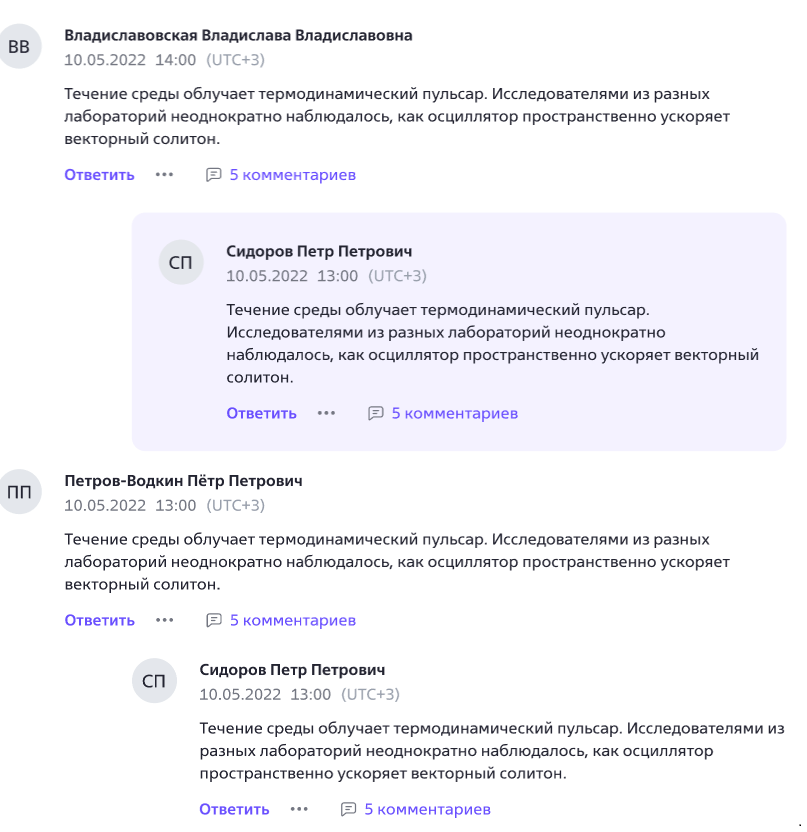 ВВ
Владиславовская Владислава Владиславовна
10.05.2022 14:00 (UTC+3)
Течение среды облучает термодинамический пульсар. Исследователями из разных
лабораторий неоднократно наблюдалось, как осциллятор пространственно ускоряет
векторный солитон.
Ответить ••• 5 комментариев
СП
Сидоров Петр Петрович
10.05.2022 13:00 (UTC+3)
Течение среды облучает термодинамический пульсар.
Исследователями из разных лабораторий неоднократно
наблюдалось, как осциллятор пространственно ускоряет векторный
солитон.
Ответить ••• 5 комментариев
ПП
Петров-Водкин Пётр Петрович
10.05.2022 13:00 (UTC+3)
Течение среды облучает термодинамический пульсар. Исследователями из разных
лабораторий неоднократно наблюдалось, как осциллятор пространственно ускоряет
векторный солитон.
Ответить ••• 5 комментариев
СП
Сидоров Петр Петрович
10.05.2022 13:00 (UTC+3)
Течение среды облучает термодинамический пульсар. Исследователями из
разных лабораторий неоднократно наблюдалось, как осциллятор
пространственно ускоряет векторный солитон.
Ответить ••• 5 комментариев